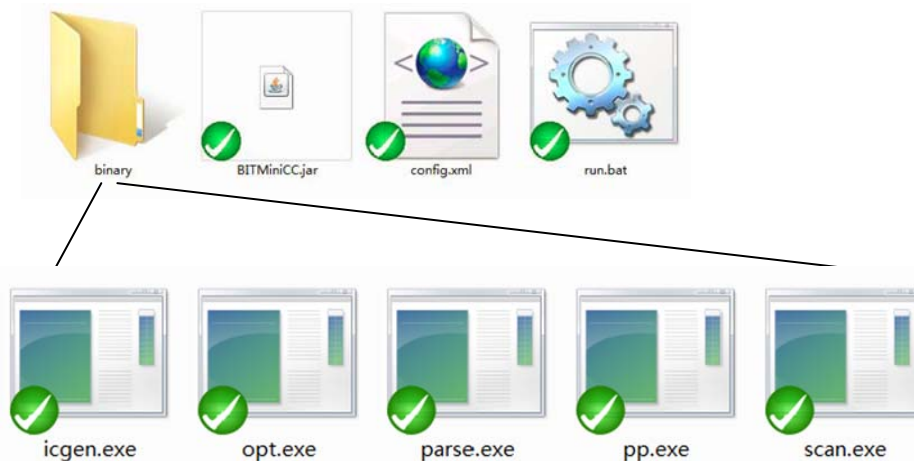 binary
BITMiniCC.jar
config.xml
run.bat
icgen.exe
opt.exe
parse.exe
pp.exe
scan.exe